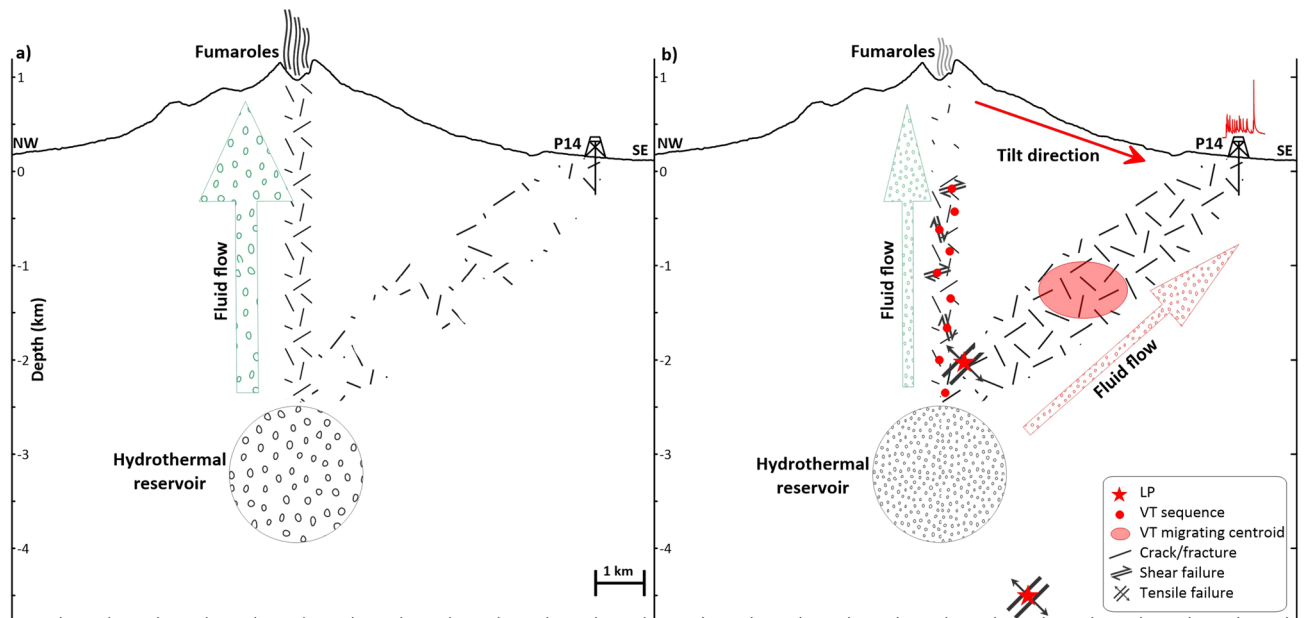 a)
Fumaroles
1
NW
P14
SE
0
Fluid flow
-1
Depth (km)
-2
Hydrothermal
reservoir
-3
-4
1 km
b)
Fumaroles
1
NW
Tilt direction
P14
SE
0
Fluid flow
-1
-2
Fluid flow
Hydrothermal
reservoir
-3
-4
LP
VT sequence
VT migrating centroid
Crack/fracture
Shear failure
Tensile failure